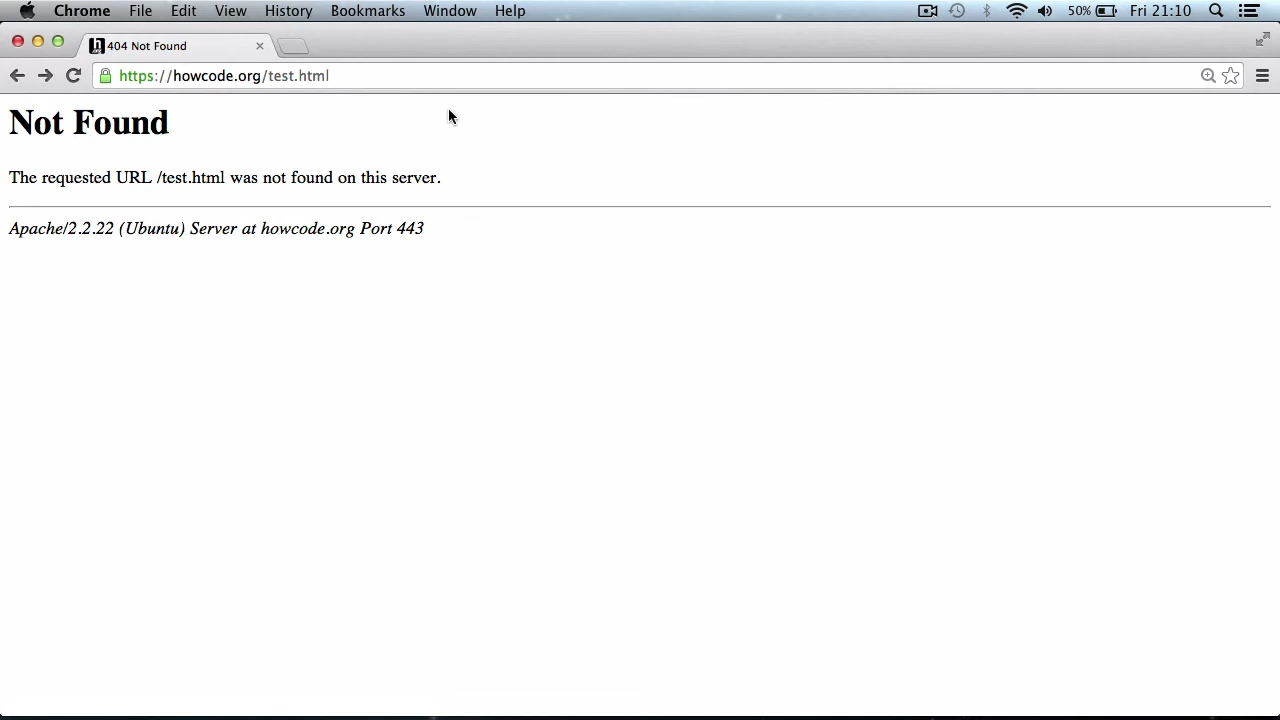 Chrome File Edit View History Bookmarks Window Help 50% Fri 21:10
h 404 Not Found
https://howcode.org/test.html
Not Found
The requested URL /test.html was not found on this server.
Apache/2.2.22 (Ubuntu) Server at howcode.org Port 443